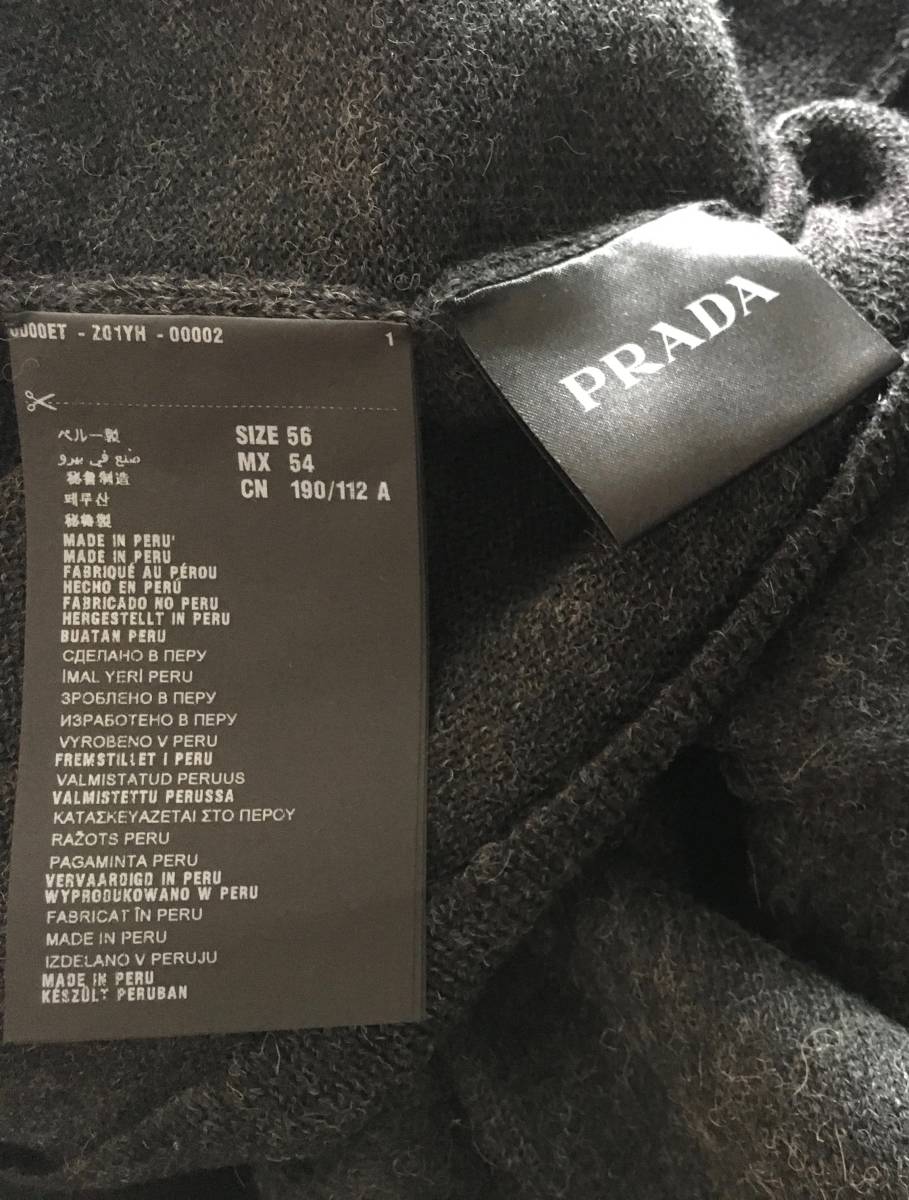 Z01YH - 00002
1
ペルー製
صنع في بيرو
秘鲁制造
페루산
秘魯製
SIZE 56
MX 54
CN 190/112 A
MADE IN PERU
MADE IN PERU
FABRIQUÉ AU PÉROU
HECHO EN PERÚ
FABRICADO NO PERU
HERGESTELLT IN PERU
BUATAN PERU
СДЕЛАНО В ПЕРУ
İMAL YERİ PERU
ЗРОБЛЕНО В ПЕРУ
ИЗРАБОТЕНО В ПЕРУ
VYROBENO V PERU
FREMSTILLET I PERU
VALMISTATUD PERUUS
VALMISTETTU PERUSSA
ΚΑΤΑΣΚΕΥΑΖΕΤΑΙ ΣΤΟ ΠΕΡΟΥ
RAŽOTS PERU
PAGAMINTA PERU
VERVAARDIGD IN PERU
WYPRODUKOWANO W PERU
FABRICAT ÎN PERU
MADE IN PERU
IZDELANO V PERUJU
MADE IN PERU
KÉSZÜLT PERUBAN
PRADA